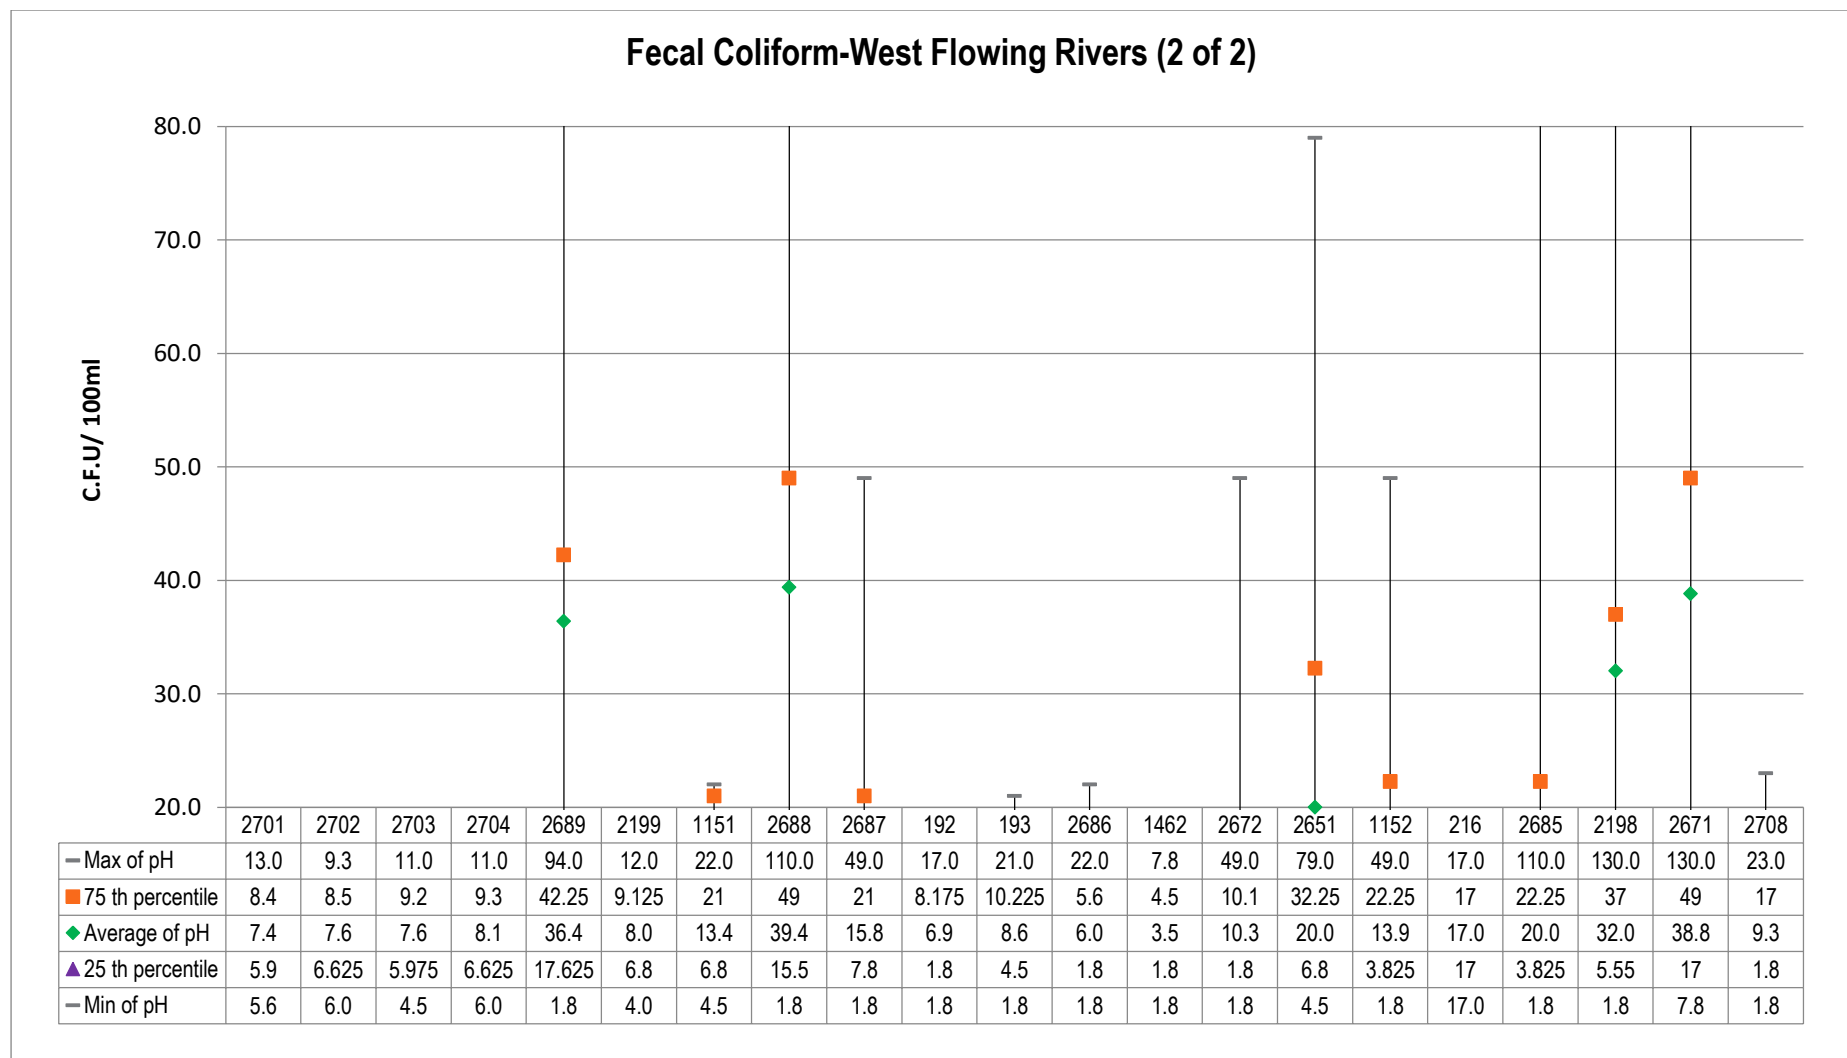 Fecal Coliform-West Flowing Rivers (2 of 2)
C.F.U/ 100ml
80.0
70.0
60.0
50.0
40.0
30.0
20.0
2701 2702 2703 2704 2689 2199 1151 2688 2687 192 193 2686 1462 2672 2651 1152 216 2685 2198 2671 2708
Max of pH 13.0 9.3 11.0 11.0 94.0 12.0 22.0 110.0 49.0 17.0 21.0 22.0 7.8 49.0 79.0 49.0 17.0 110.0 130.0 130.0 23.0
75 th percentile 8.4 8.5 9.2 9.3 42.25 9.125 21 49 21 8.175 10.225 5.6 4.5 10.1 32.25 22.25 17 22.25 37 49 17
Average of pH 7.4 7.6 7.6 8.1 36.4 8.0 13.4 39.4 15.8 6.9 8.6 6.0 3.5 10.3 20.0 13.9 17.0 20.0 32.0 38.8 9.3
25 th percentile 5.9 6.625 5.975 6.625 17.625 6.8 6.8 15.5 7.8 1.8 4.5 1.8 1.8 1.8 6.8 3.825 17 3.825 5.55 17 1.8
Min of pH 5.6 6.0 4.5 6.0 1.8 4.0 4.5 1.8 1.8 1.8 1.8 1.8 1.8 1.8 4.5 1.8 17.0 1.8 1.8 7.8 1.8